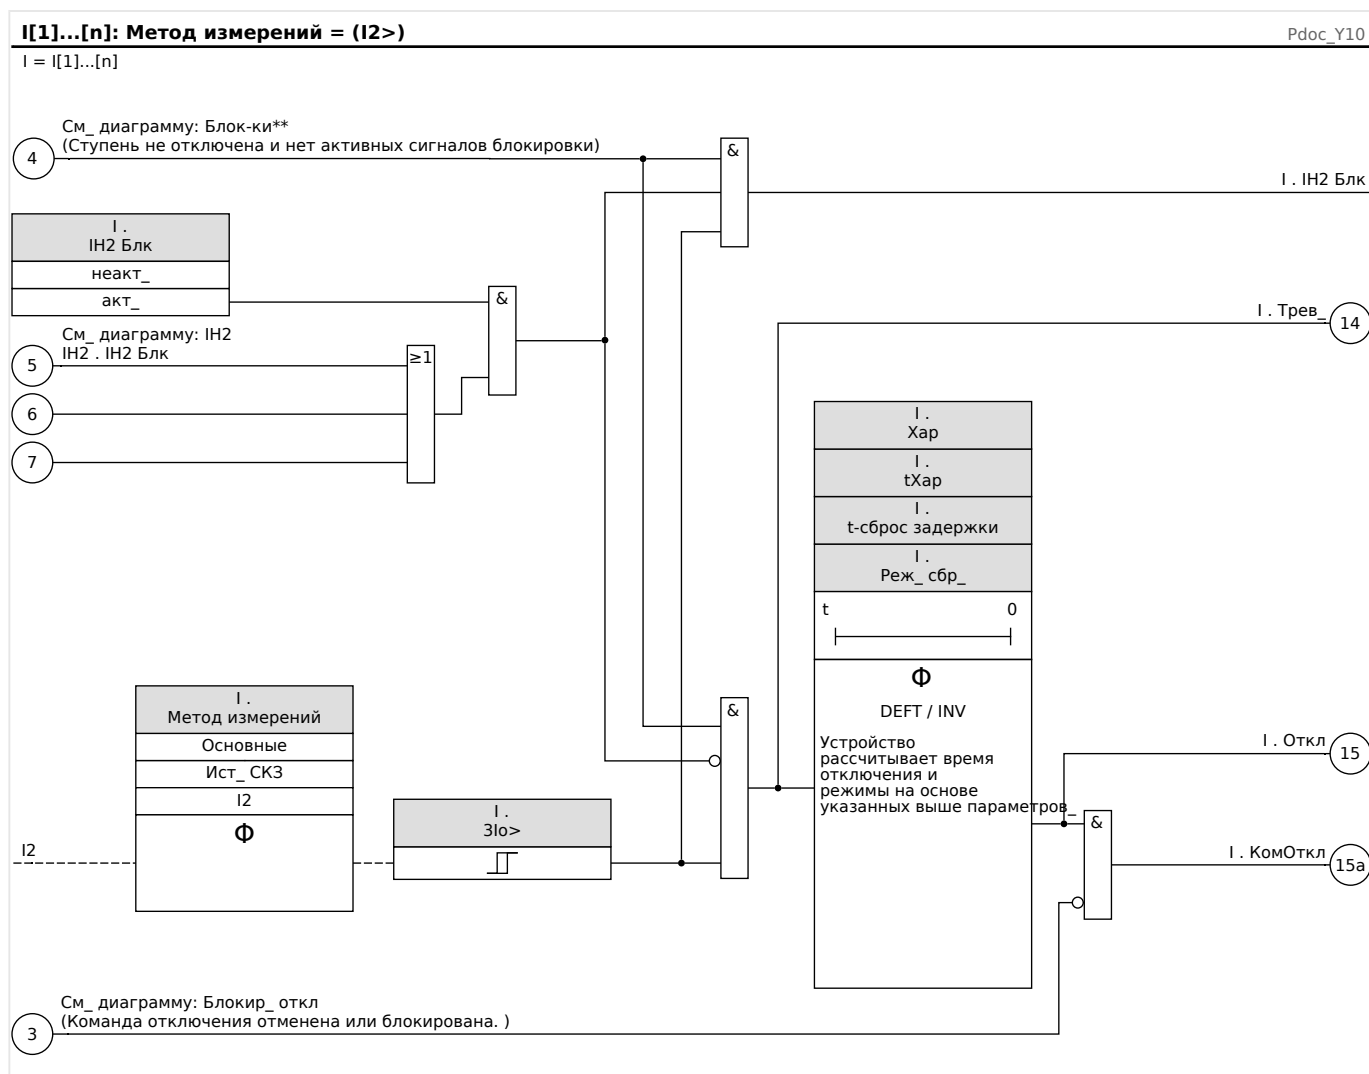 I[1]...[n]: Метод измерений = (I2>)
Pdoc_Y10
I = I[1]...[n]
См_ диаграмму: Блок-ки**
(Ступень не отключена и нет активных сигналов блокировки)
4
&
I . IH2 Блк
I .
IH2 Блк
неакт_
акт_
&
I . Трев_
14
См_ диаграмму: IH2
IH2 . IH2 Блк
5
≥1
6
7
I .
Хар
I .
tХар
I .
t-сброс задержки
I .
Реж_ сбр_
t
0
Ф
DEFT / INV
Устройство
рассчитывает время
отключения и
режимы на основе
указанных выше параметров_
I .
Метод измерений
Основные
Ист_ СКЗ
I2
Ф
I2
I .
3Io>
&
I . Откл
15
&
I . КомОткл
15a
См_ диаграмму: Блокир_ откл
(Команда отключения отменена или блокирована. )
3